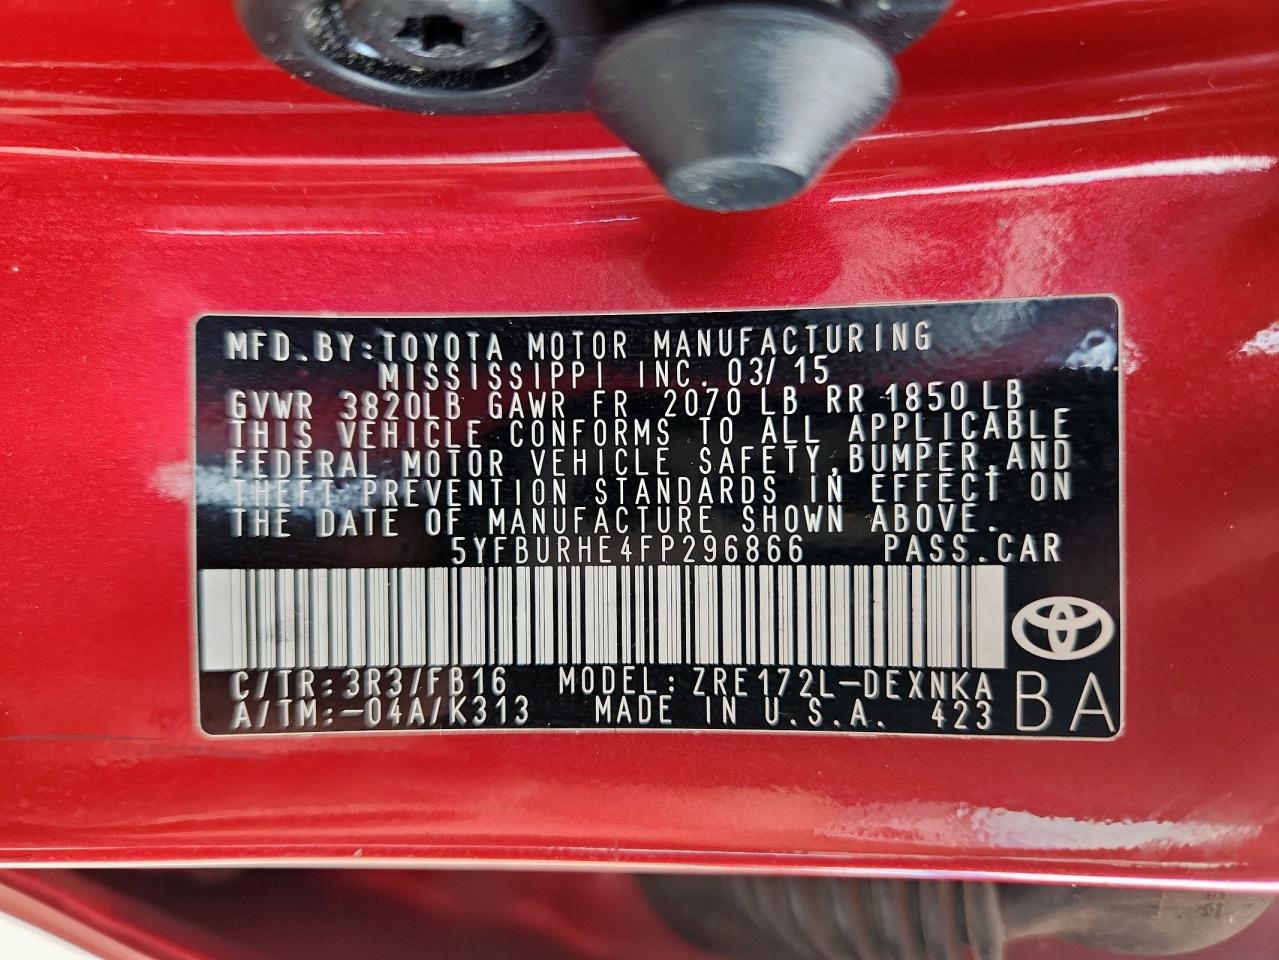 MFD.BY:TOYOTA MOTOR MANUFACTURING
MISSISSIPPI INC. 03/15
GVWR 3820LB GAWR FR 2070LB RR 1850LB
THIS VEHICLE CONFORMS TO ALL APPLICABLE
FEDERAL MOTOR VEHICLE SAFETY,BUMPER,AND
THEFT PREVENTION STANDARDS IN EFFECT ON
THE DATE OF MANUFACTURE SHOWN ABOVE.
5YFBURHE4FP296866 PASS.CAR
C/TR:3R3/FB16 MODEL:ZRE172L-DEXNKA
A/TM:-04A/K313 MADE IN U.S.A. 423
BA